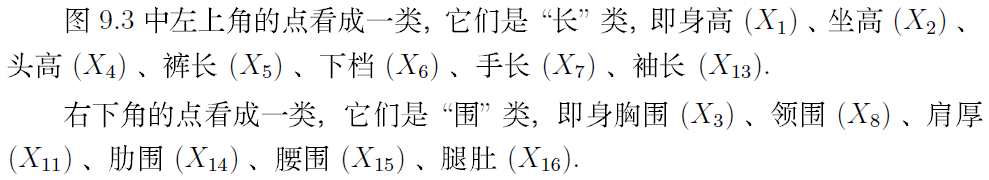 图 9.3 中左上角的点看成一类, 它们是 “长” 类, 即身高 (X₁) 、坐高 (X₂) 、
头高 (X₄) 、裤长 (X₅) 、下档 (X₆) 、手长 (X₇) 、袖长 (X₁₃).
右下角的点看成一类, 它们是 “围” 类, 即身胸围 (X₃) 、领围 (X₈) 、肩厚
(X₁₁) 、肋围 (X₁₄) 、腰围 (X₁₅) 、腿肚 (X₁₆).